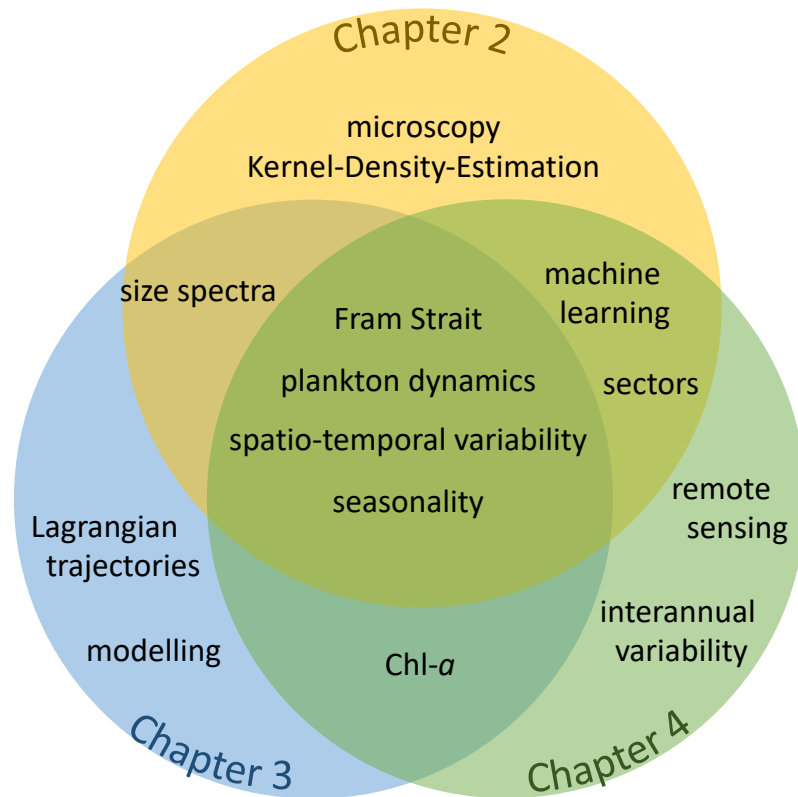 Chapter 2
microscopy
Kernel-Density-Estimation
size spectra
machine
learning
Fram Strait
plankton dynamics
sectors
spatio-temporal variability
seasonality
remote
sensing
Lagrangian
trajectories
interannual
variability
modelling
Chl-a
Chapter 3
Chapter 4